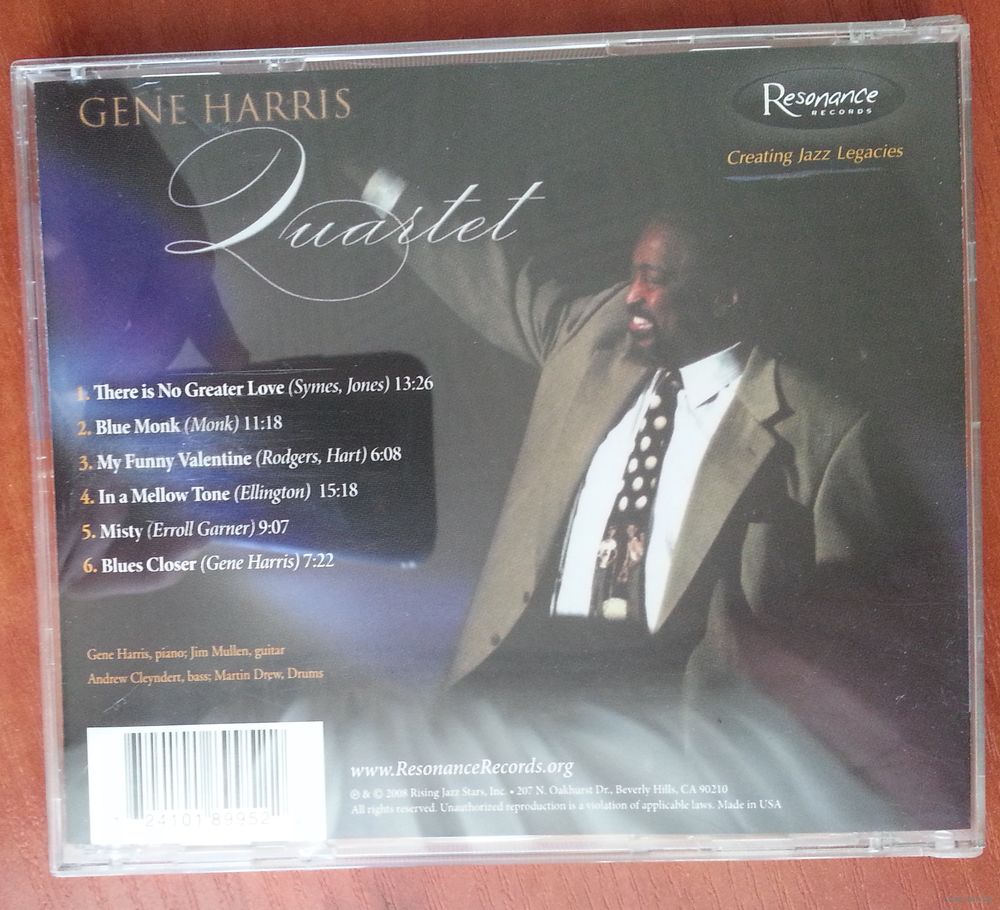 GENE HARRIS
Quartet
Resonance
RECORDS
Creating Jazz Legacies
1. There is No Greater Love (Symes, Jones) 13:26
2. Blue Monk (Monk) 11:18
3. My Funny Valentine (Rodgers, Hart) 6:08
4. In a Mellow Tone (Ellington) 15:18
5. Misty (Erroll Garner) 9:07
6. Blues Closer (Gene Harris) 7:22
Gene Harris, piano; Jim Mullen, guitar
Andrew Cleyndert, bass; Martin Drew, Drums
24101 89952
www.ResonanceRecords.org
℗ & © 2008 Rising Jazz Stars, Inc. • 207 N. Oakhurst Dr., Beverly Hills, CA 90210
All rights reserved. Unauthorized reproduction is a violation of applicable laws. Made in USA